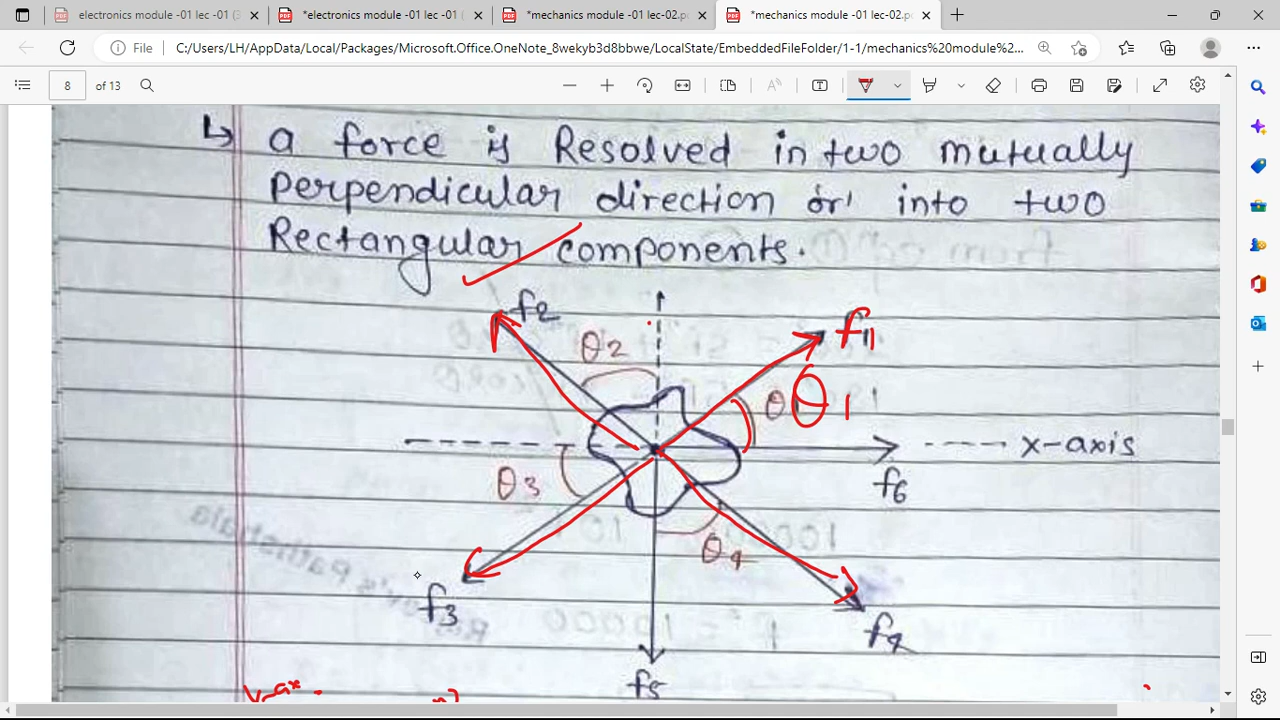 electronics module -01 lec -01 (
*electronics module -01 lec -01 (
*mechanics module -01 lec-02.pd
*mechanics module -01 lec-02.pd
File
C:/Users/LH/AppData/Local/Packages/Microsoft.Office.OneNote_8wekyb3d8bbwe/LocalState/EmbeddedFileFolder/1-1/mechanics%20module%2...
8 of 13
↳ a force is Resolved in two mutually
Perpendicular direction or' into two
Rectangular components.
f2
f1
θ2
θ θ1
x-axis
f6
θ3
θ4
f3
f4
f5